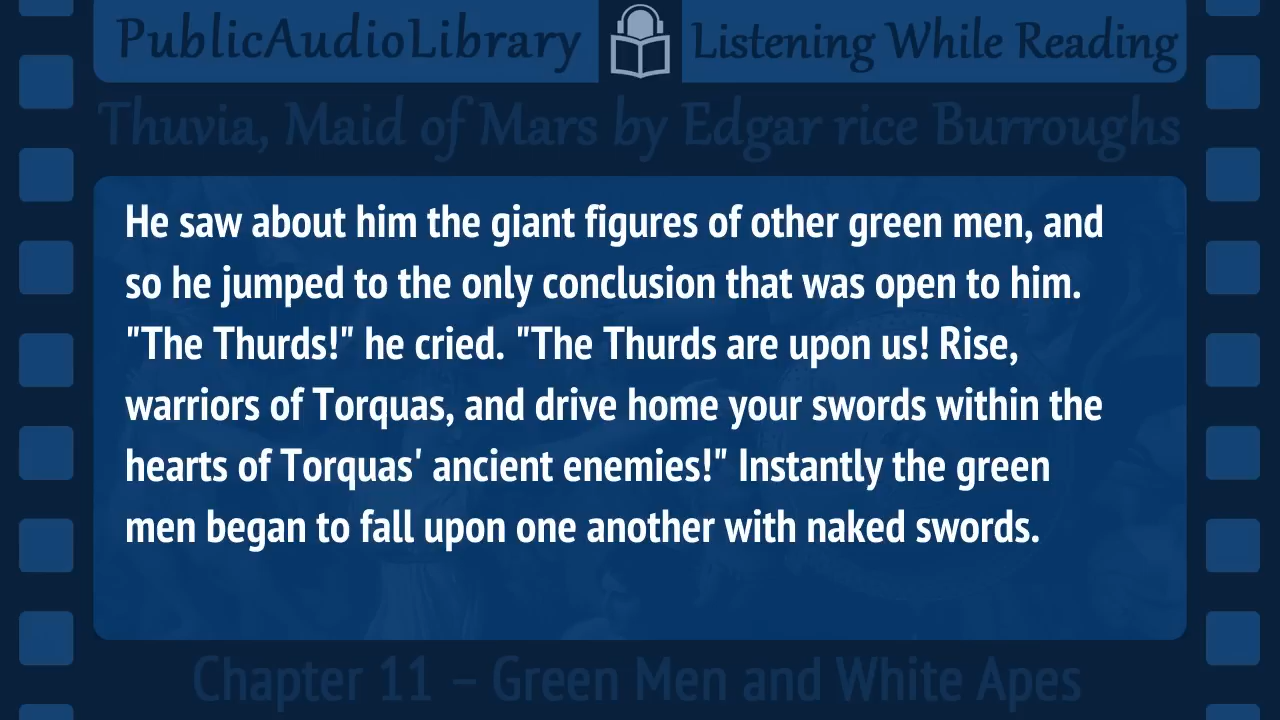 PublicAudioLibrary Listening While Reading
Thuvia, Maid of Mars by Edgar rice Burroughs
He saw about him the giant figures of other green men, and
so he jumped to the only conclusion that was open to him.
"The Thurds!" he cried. "The Thurds are upon us! Rise,
warriors of Torquas, and drive home your swords within the
hearts of Torquas' ancient enemies!" Instantly the green
men began to fall upon one another with naked swords.
Chapter 11 – Green Men and White Apes